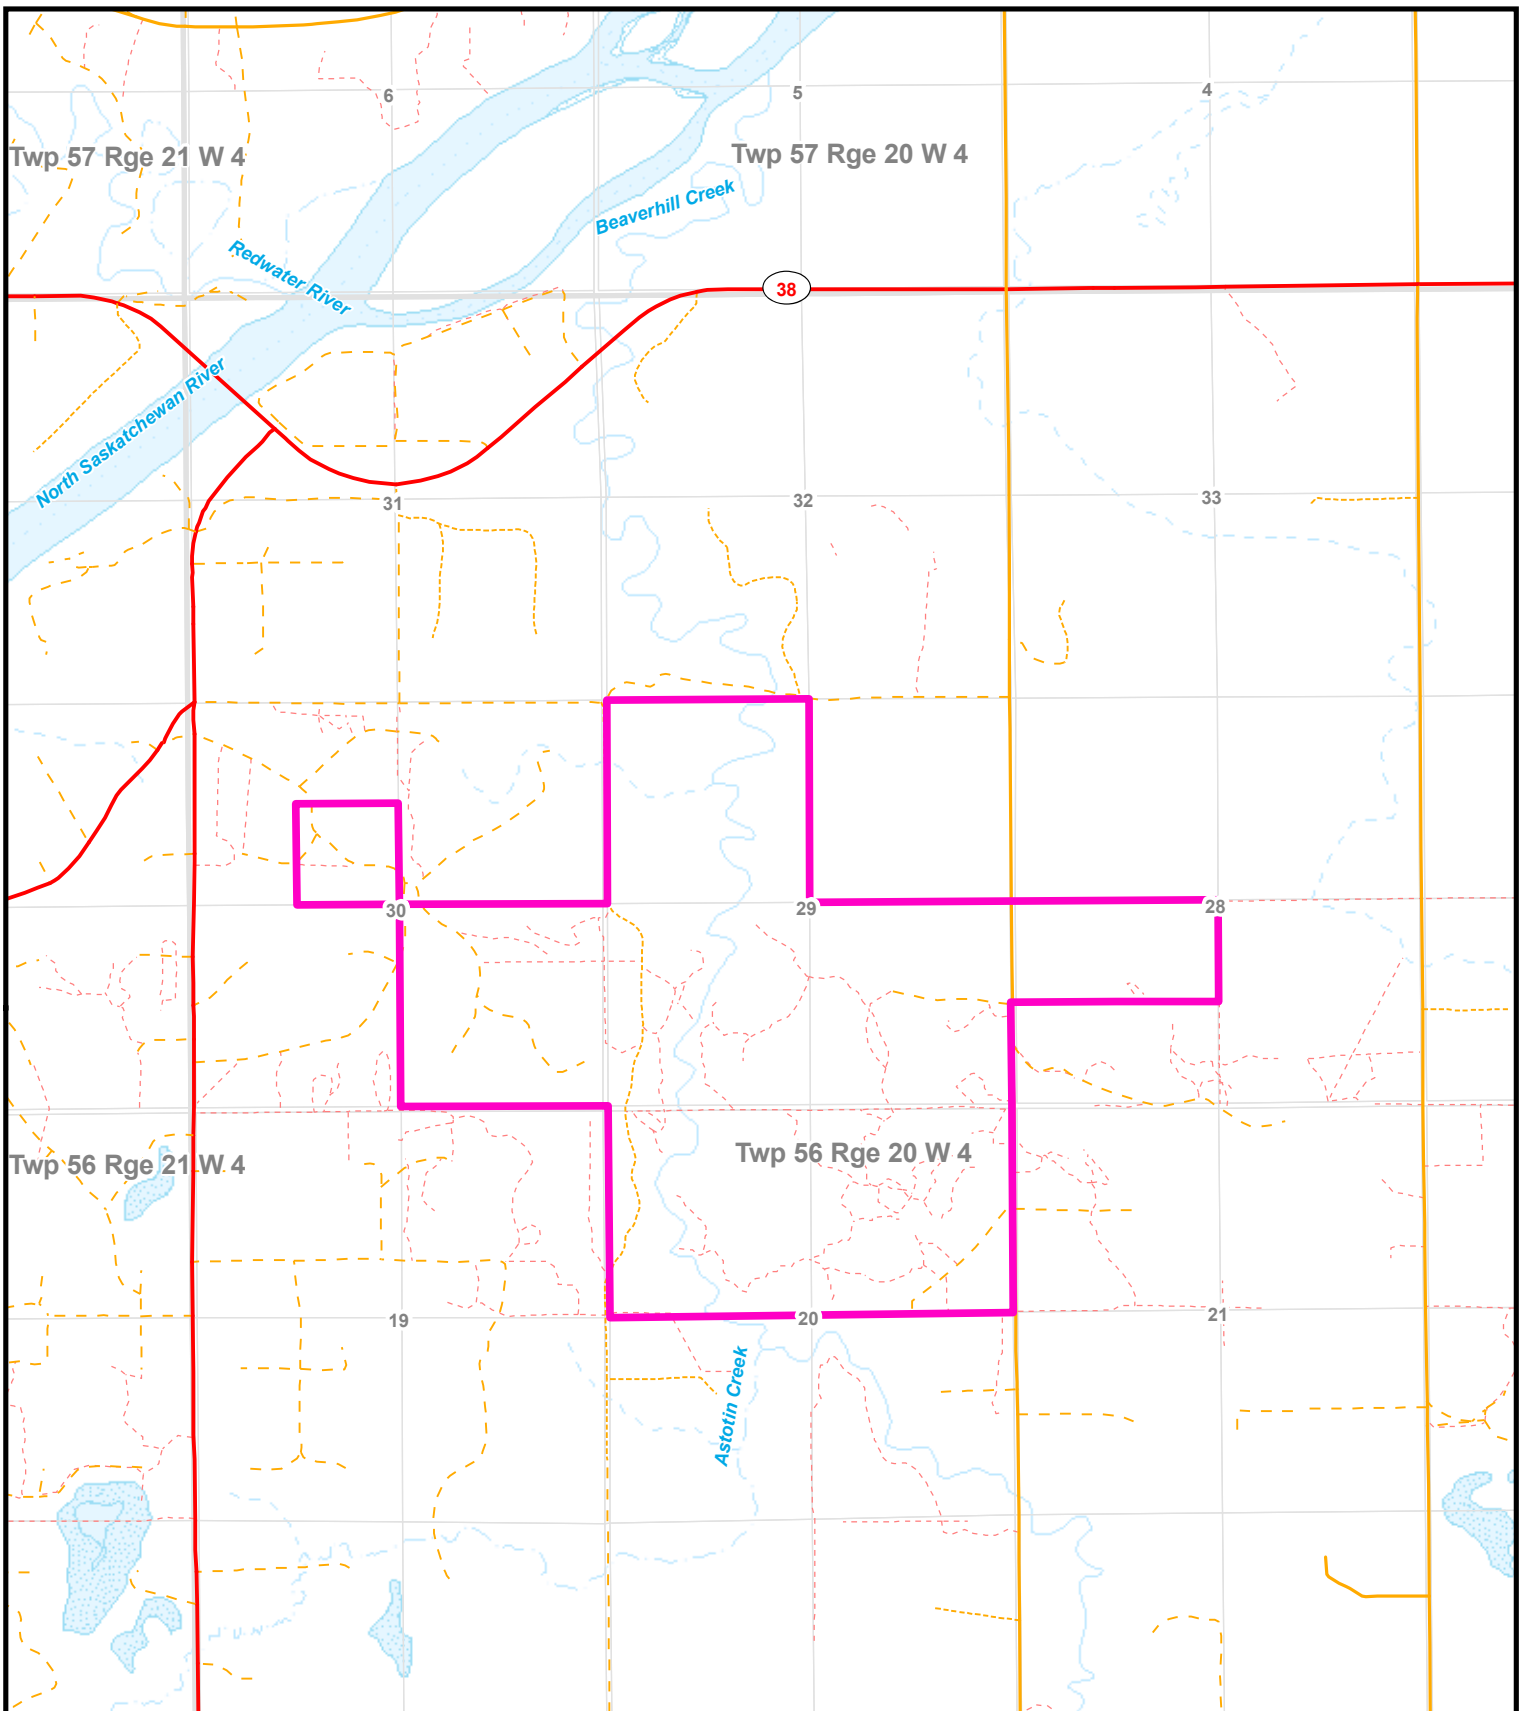 6
5
4
Twp 57 Rge 21 W 4
Twp 57 Rge 20 W 4
Beaverhill Creek
Redwater River
38
North Saskatchewan River
31
32
33
30
29
28
Twp 56 Rge 21 W 4
Twp 56 Rge 20 W 4
19
20
21
Astotin Creek